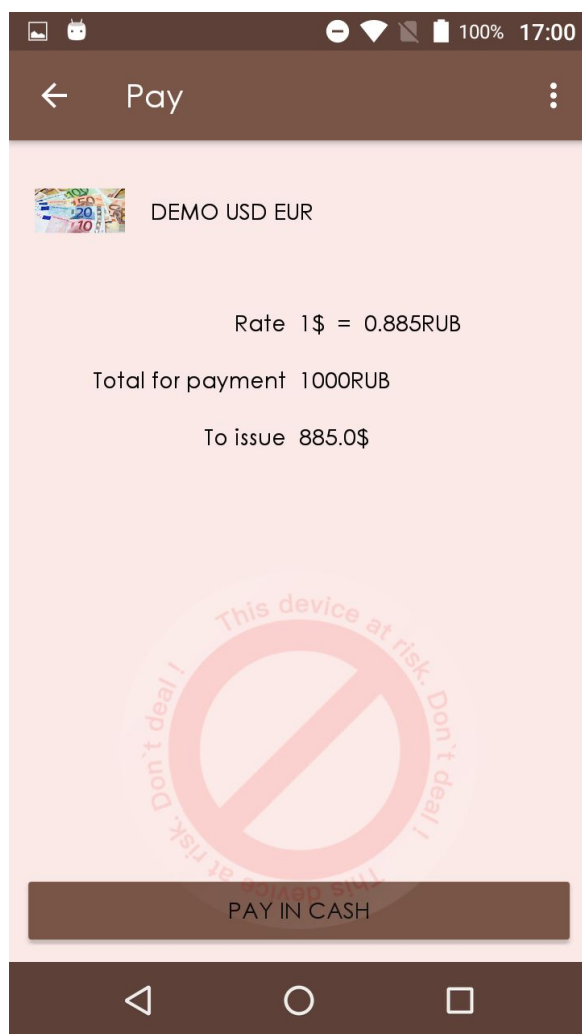 100% 17:00
Pay
DEMO USD EUR
Rate 1$ = 0.885RUB
Total for payment 1000RUB
To issue 885.0$
This device at risk. Don`t deal !
This device at risk. Don`t deal !
PAY IN CASH